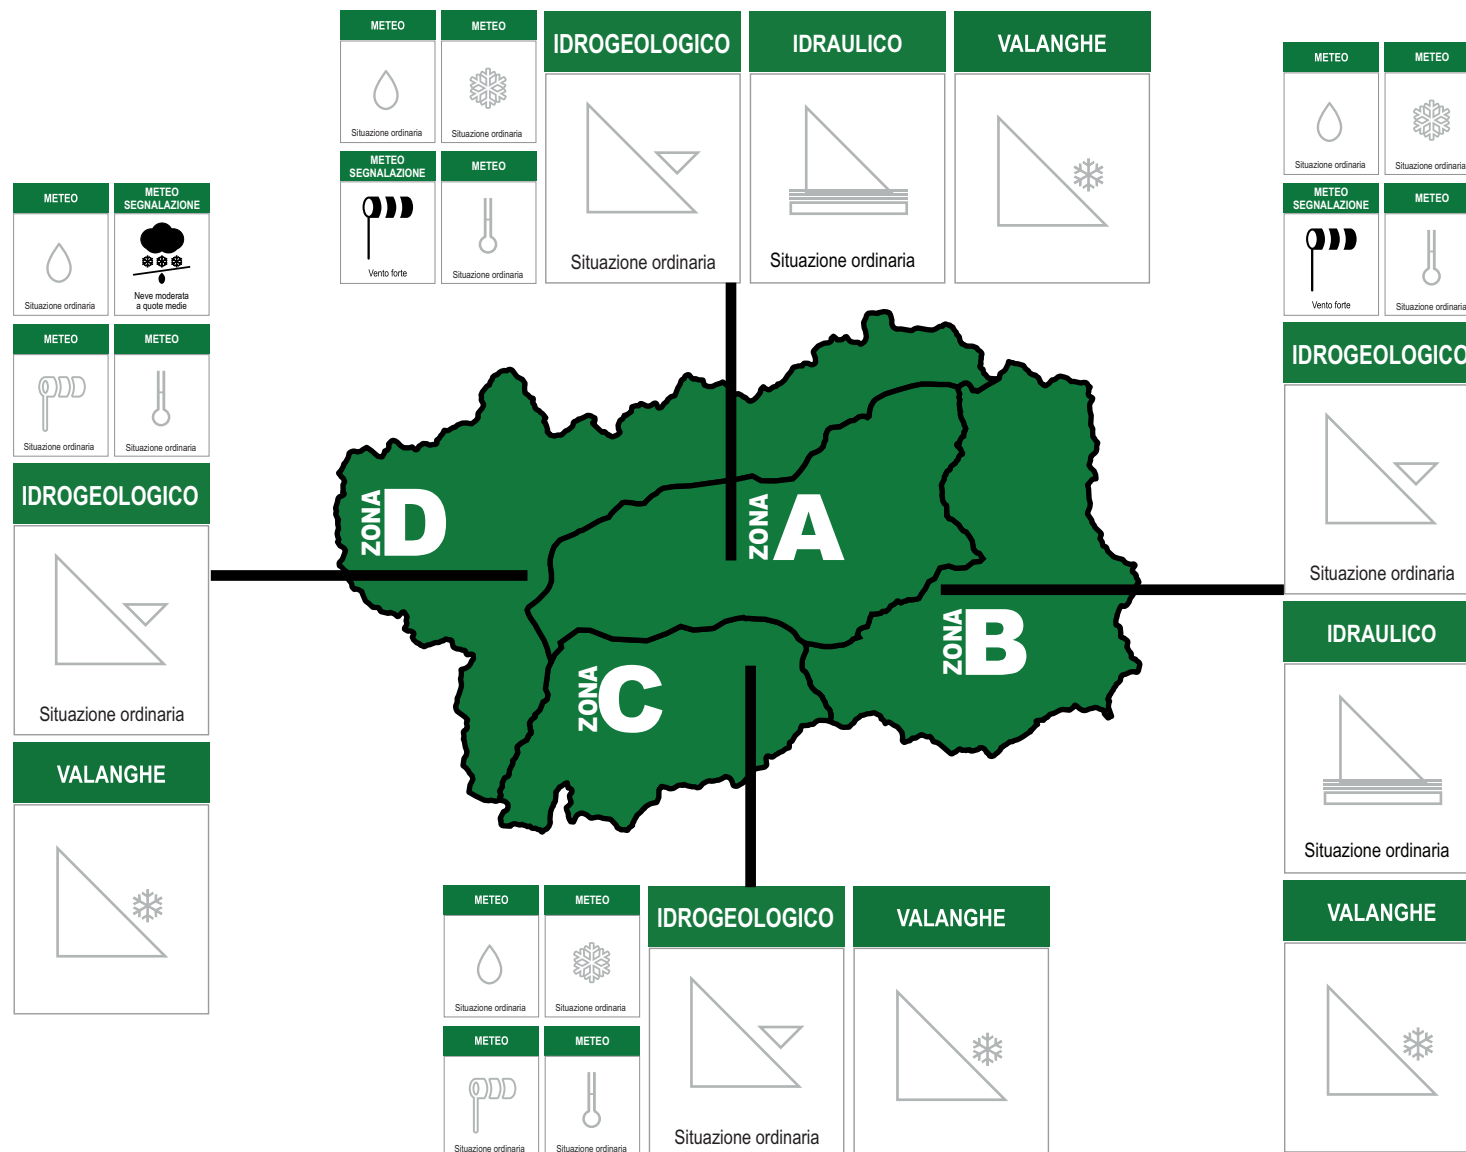 METEO
Situazione ordinaria
METEO
Situazione ordinaria
METEO
SEGNALAZIONE
Vento forte
METEO
Situazione ordinaria
IDROGEOLOGICO
Situazione ordinaria
IDRAULICO
Situazione ordinaria
VALANGHE
METEO
Situazione ordinaria
METEO
Situazione ordinaria
METEO
SEGNALAZIONE
Vento forte
METEO
Situazione ordinaria
IDROGEOLOGICO
Situazione ordinaria
IDRAULICO
Situazione ordinaria
VALANGHE
METEO
Situazione ordinaria
METEO
SEGNALAZIONE
Neve moderata
a quote medie
METEO
Situazione ordinaria
METEO
Situazione ordinaria
IDROGEOLOGICO
Situazione ordinaria
VALANGHE
ZONA D
ZONA A
ZONA B
ZONA C
METEO
Situazione ordinaria
METEO
Situazione ordinaria
METEO
Situazione ordinaria
METEO
Situazione ordinaria
IDROGEOLOGICO
Situazione ordinaria
VALANGHE